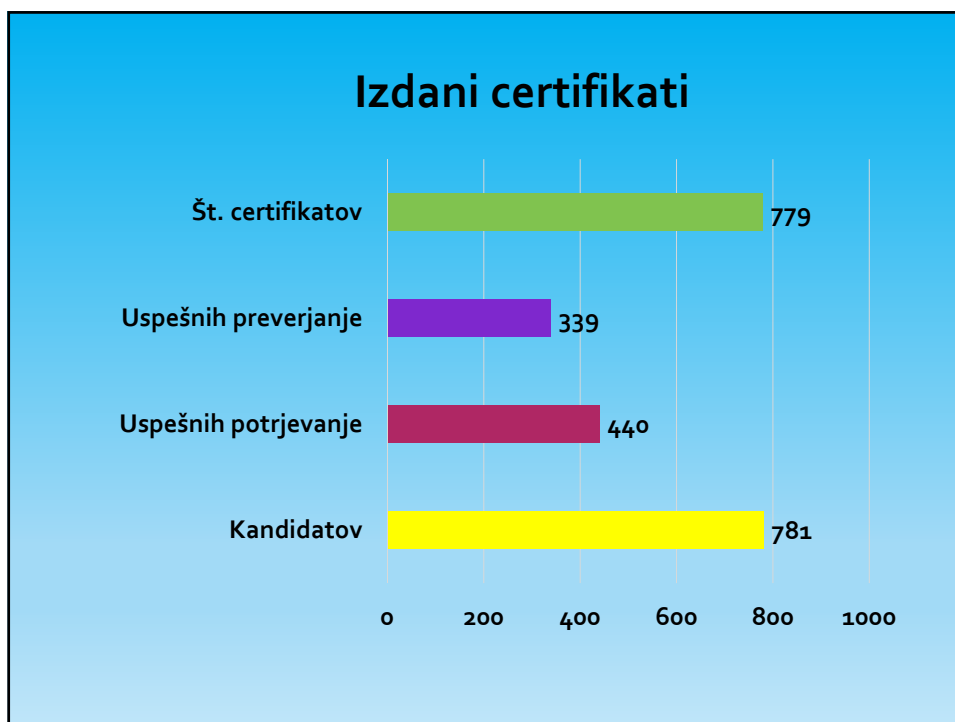 Izdani certifikati
Št. certifikatov
779
Uspešnih preverjanje
339
Uspešnih potrjevanje
440
Kandidatov
781
0 200 400 600 800 1000